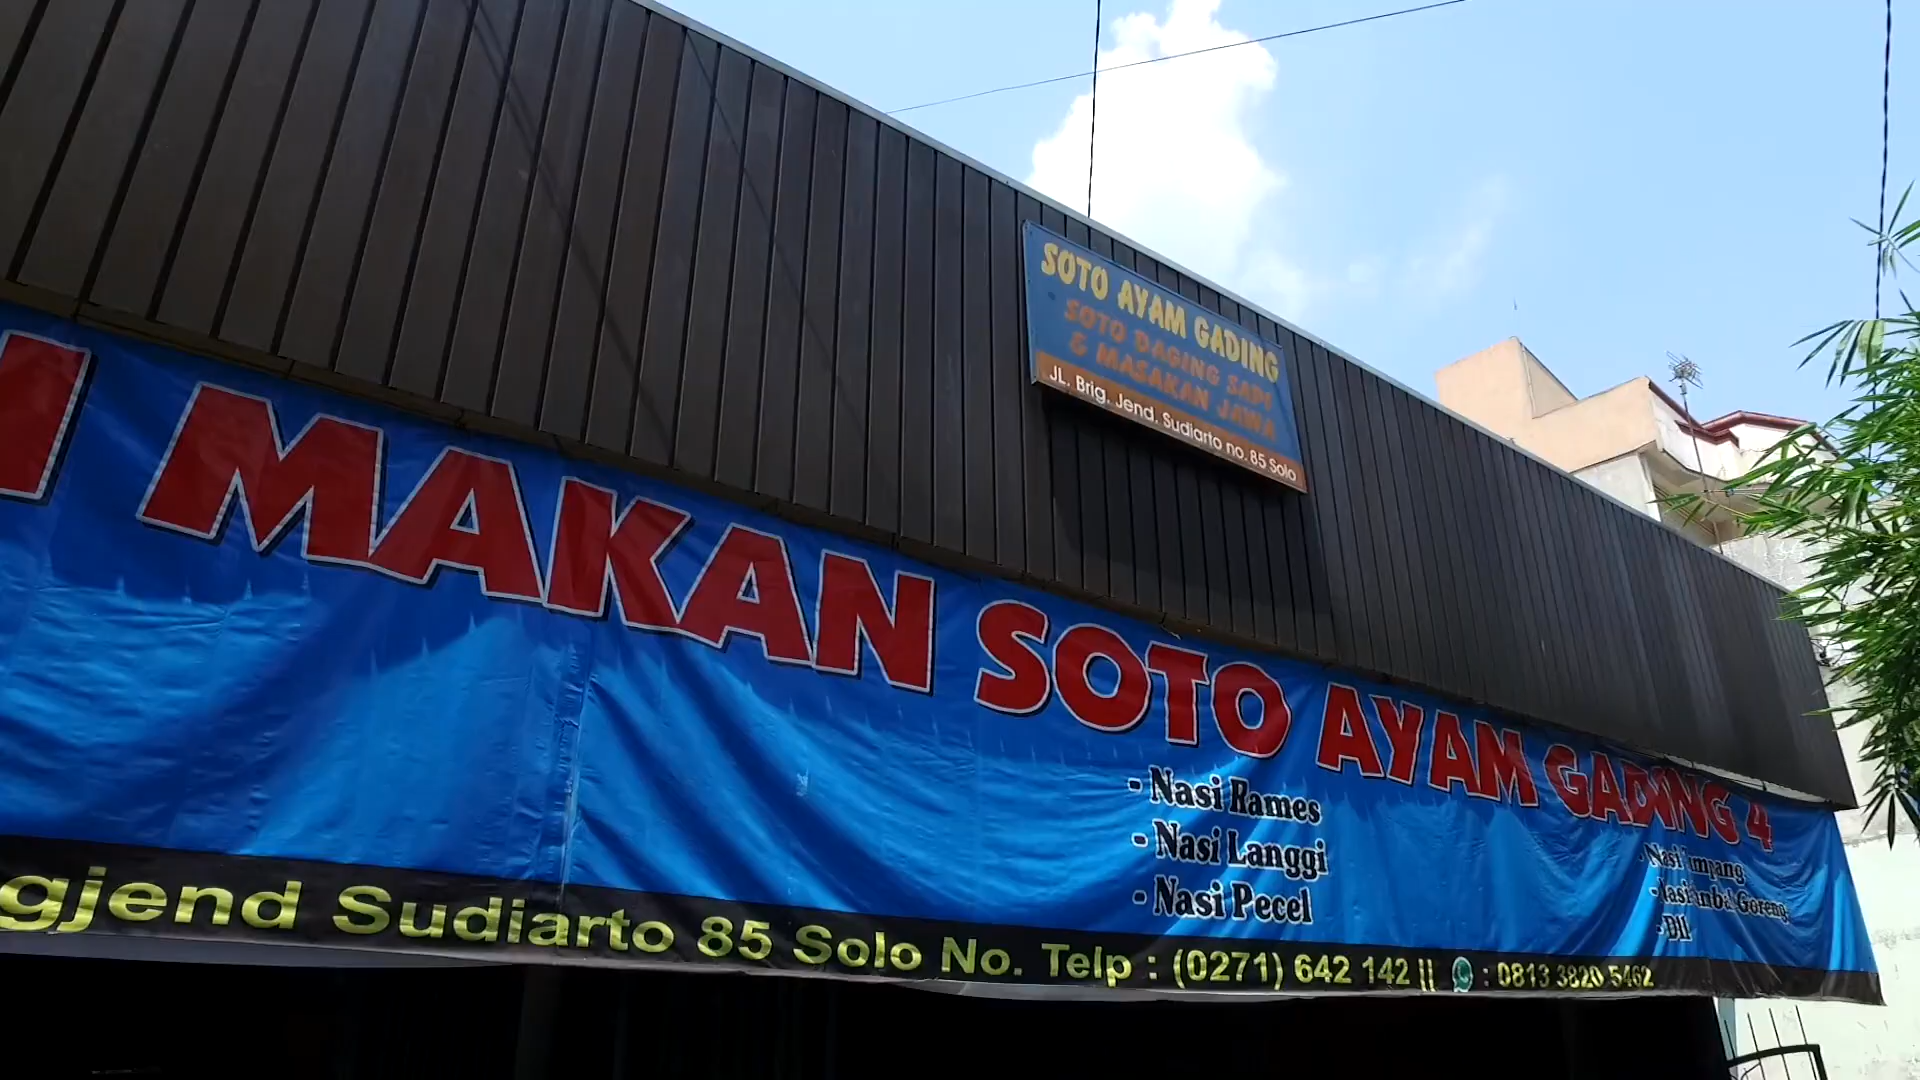 SOTO AYAM GADING
SOTO DAGING SAPI
& MASAKAN JAWA
JL. Brig. Jend. Sudiarto no. 85 Solo
MAKAN SOTO AYAM GADING 4
- Nasi Rames
- Nasi Langgi
- Nasi Pecel
- Nasi
- Nasi Goreng
- Dll
gjend Sudiarto 85 Solo No. Telp : (0271) 642 142 || : 0813 3820 5462